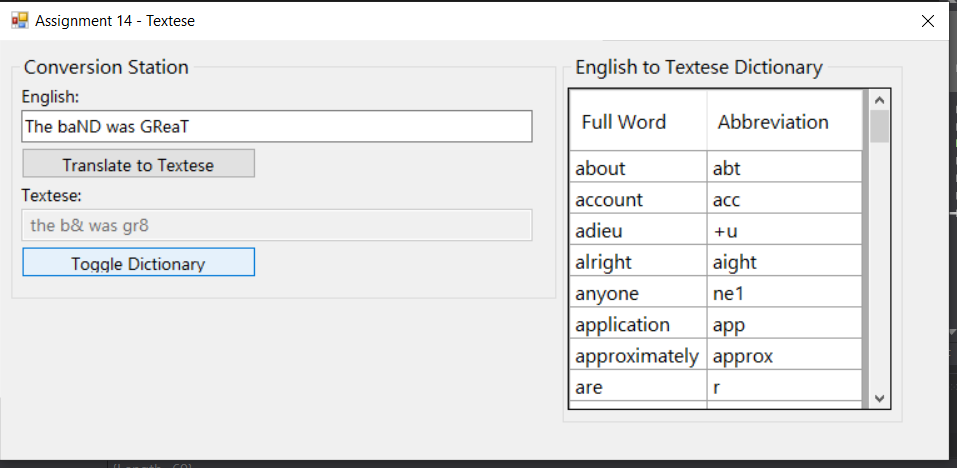 Assignment 14 - Textese
Conversion Station
English:
The baND was GReaT
Translate to Textese
Textese:
the b& was gr8
Toggle Dictionary
English to Textese Dictionary
Full Word Abbreviation
about abt
account acc
adieu +u
alright aight
anyone ne1
application app
approximately approx
are r